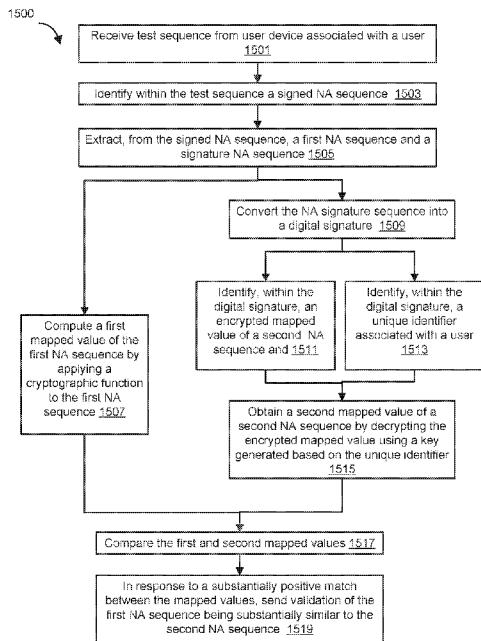 1500
Receive test sequence from user device associated with a user
1501
Identify within the test sequence a signed NA sequence 1503
Extract, from the signed NA sequence, a first NA sequence and a
signature NA sequence 1505
Convert the NA signature sequence into
a digital signature 1509
Identify, within the
digital signature, an
encrypted mapped
value of a second NA
sequence and 1511
Identify, within the
digital signature, a
unique identifier
associated with a user
1513
Compute a first
mapped value of the
first NA sequence by
applying a
cryptographic function
to the first NA
sequence 1507
Obtain a second mapped value of a
second NA sequence by decrypting the
encrypted mapped value using a key
generated based on the unique identifier
1515
Compare the first and second mapped values 1517
In response to a substantially positive match
between the mapped values, send validation of the
first NA sequence being substantially similar to the
second NA sequence 1519